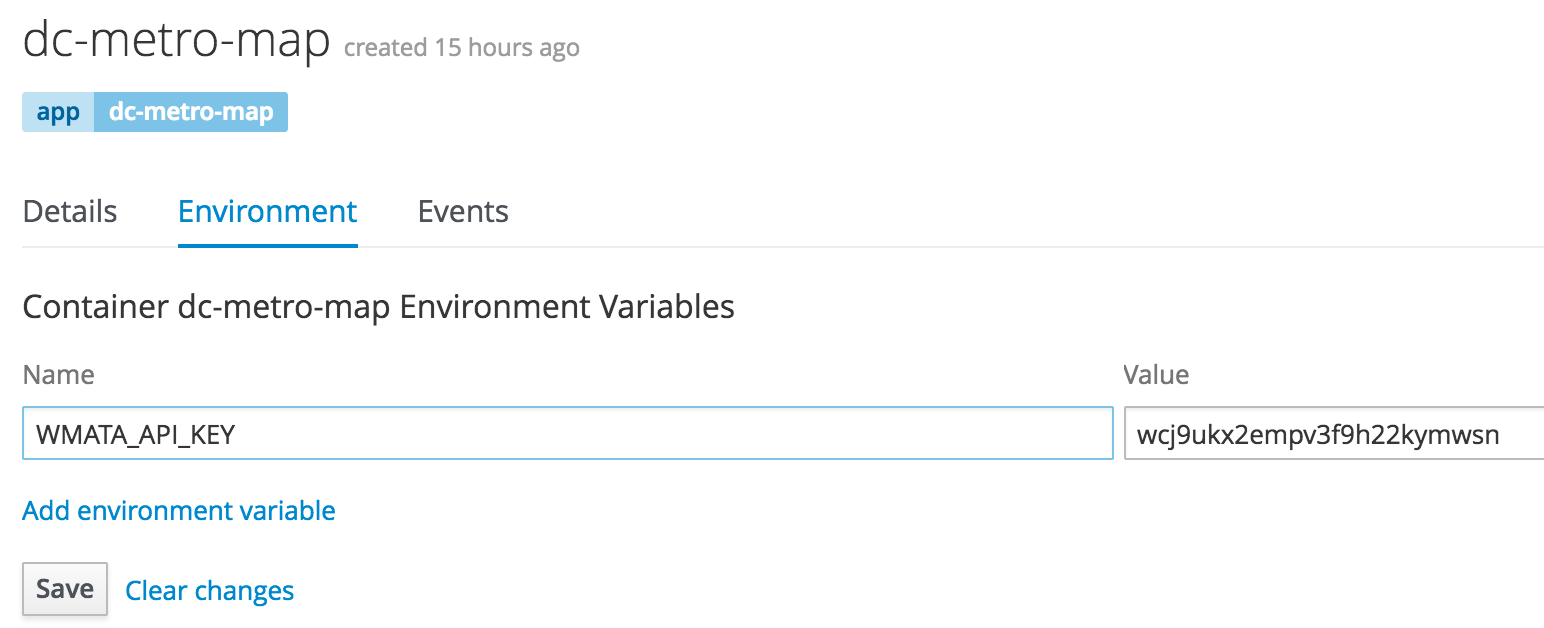 dc-metro-map created 15 hours ago
app dc-metro-map
Details Environment Events
Container dc-metro-map Environment Variables
Name Value
WMATA_API_KEY wcj9ukx2empv3f9h22kymwsn
Add environment variable
Save Clear changes